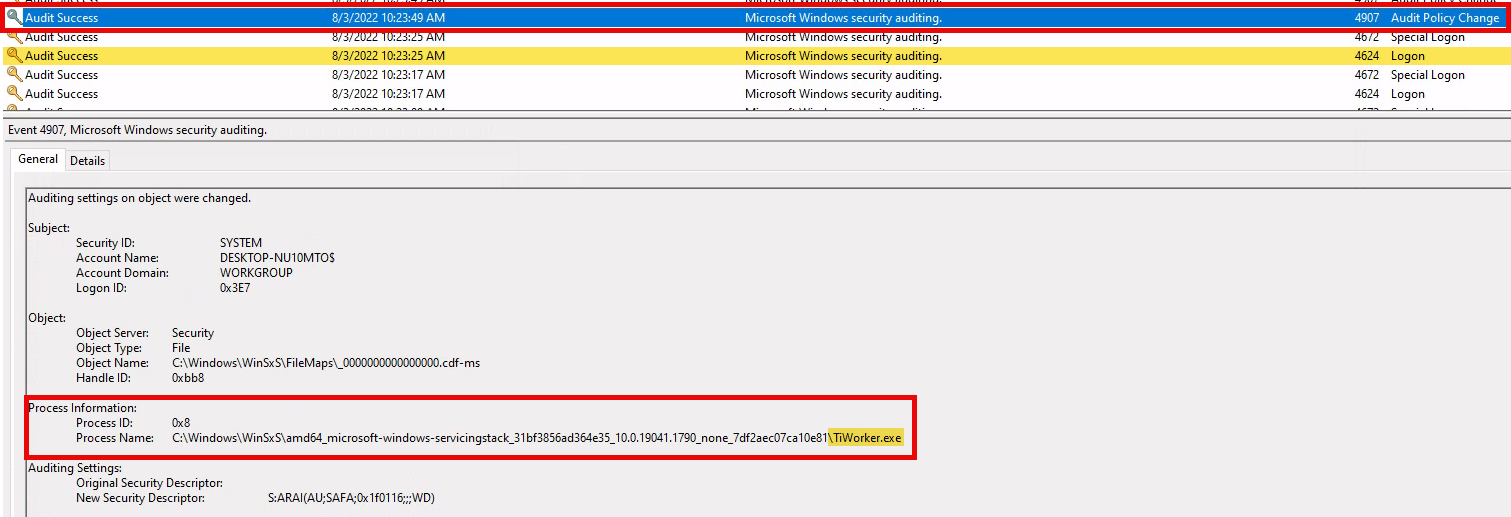 Audit Success 8/3/2022 10:23:49 AM Microsoft Windows security auditing. 4907 Audit Policy Change
Audit Success 8/3/2022 10:23:25 AM Microsoft Windows security auditing. 4672 Special Logon
Audit Success 8/3/2022 10:23:25 AM Microsoft Windows security auditing. 4624 Logon
Audit Success 8/3/2022 10:23:17 AM Microsoft Windows security auditing. 4672 Special Logon
Audit Success 8/3/2022 10:23:17 AM Microsoft Windows security auditing. 4624 Logon
Event 4907, Microsoft Windows security auditing.
General Details
Auditing settings on object were changed.
Subject:
Security ID: SYSTEM
Account Name: DESKTOP-NU10MTO$
Account Domain: WORKGROUP
Logon ID: 0x3E7
Object:
Object Server: Security
Object Type: File
Object Name: C:\Windows\WinSxS\FileMaps\_0000000000000000.cdf-ms
Handle ID: 0xbb8
Process Information:
Process ID: 0x8
Process Name: C:\Windows\WinSxS\amd64_microsoft-windows-servicingstack_31bf3856ad364e35_10.0.19041.1790_none_7df2aec07ca10e81\TiWorker.exe
Auditing Settings:
Original Security Descriptor:
New Security Descriptor: S:ARAI(AU;SAFA;0x1f0116;;;WD)